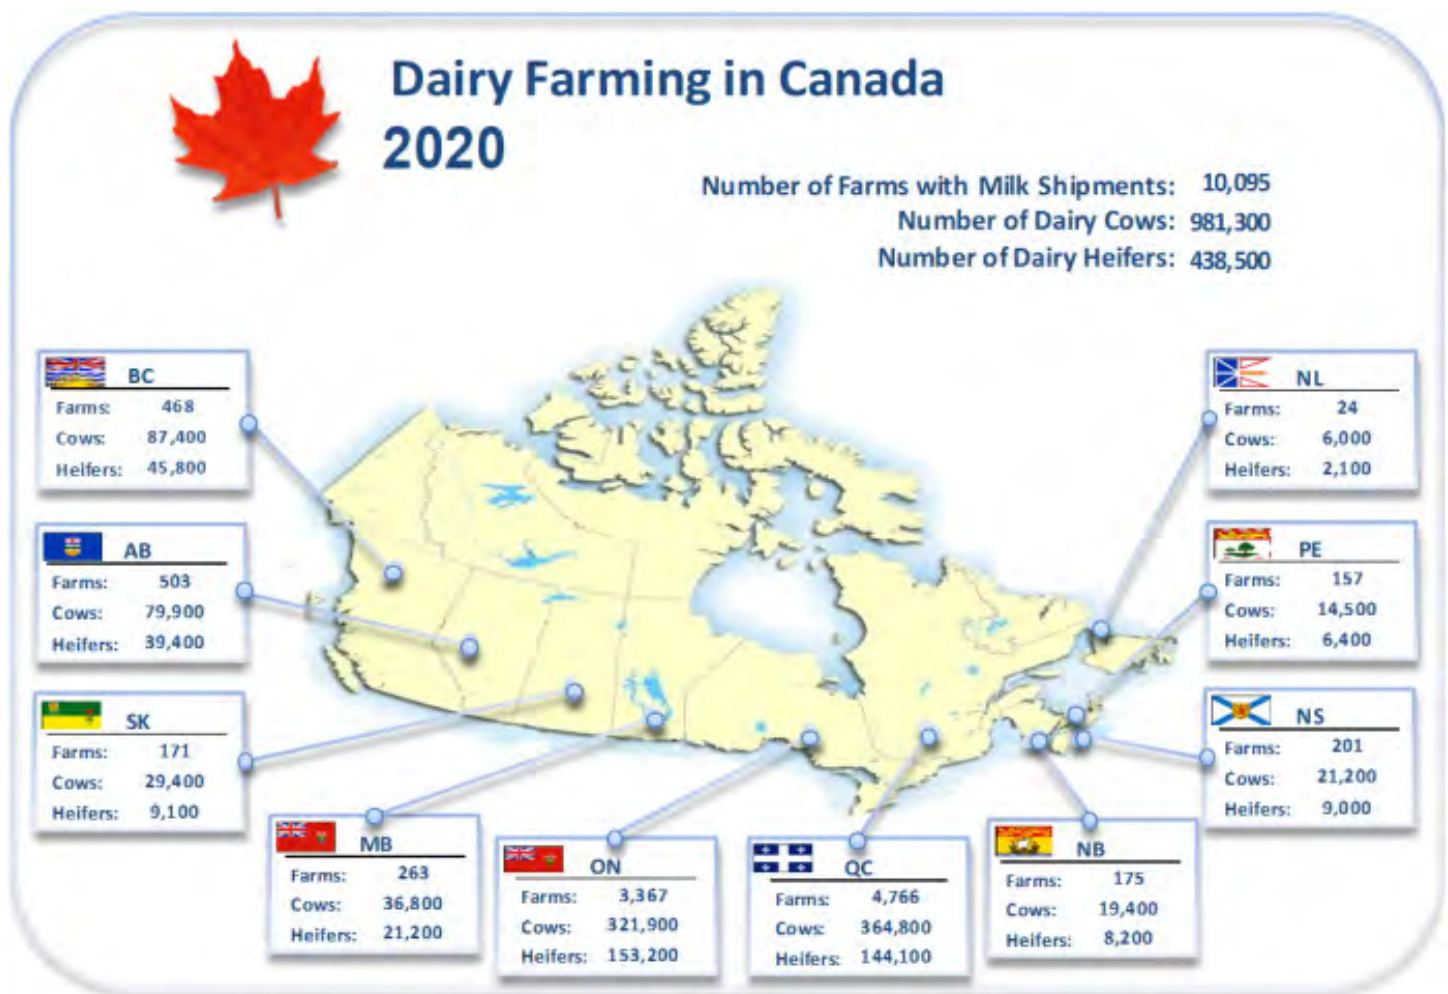 Dairy Farming in Canada
2020
Number of Farms with Milk Shipments: 10,095
Number of Dairy Cows: 981,300
Number of Dairy Heifers: 438,500
BC
Farms: 468
Cows: 87,400
Heifers: 45,800
AB
Farms: 503
Cows: 79,900
Heifers: 39,400
SK
Farms: 171
Cows: 29,400
Heifers: 9,100
MB
Farms: 263
Cows: 36,800
Heifers: 21,200
ON
Farms: 3,367
Cows: 321,900
Heifers: 153,200
QC
Farms: 4,766
Cows: 364,800
Heifers: 144,100
NB
Farms: 175
Cows: 19,400
Heifers: 8,200
NL
Farms: 24
Cows: 6,000
Heifers: 2,100
PE
Farms: 157
Cows: 14,500
Heifers: 6,400
NS
Farms: 201
Cows: 21,200
Heifers: 9,000